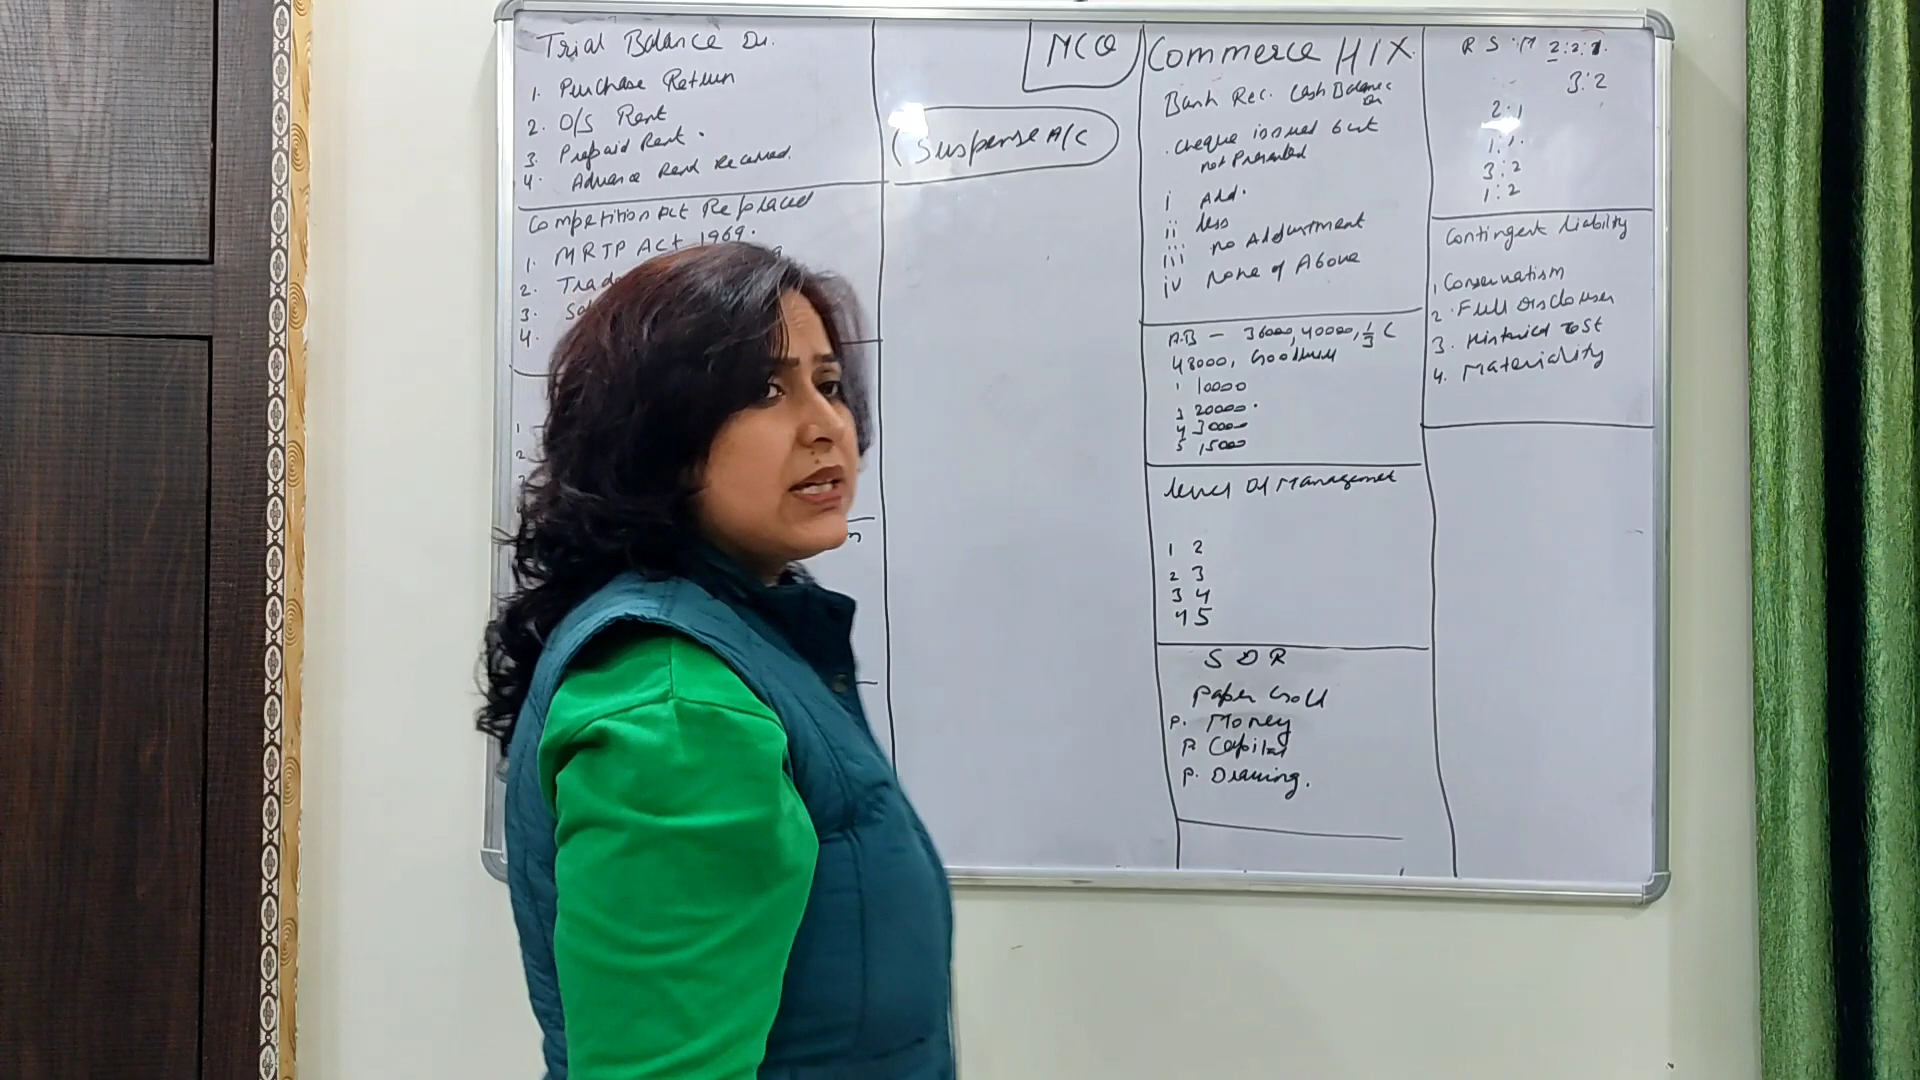 Trial Balance Dr.
1. Purchase Return
2. O/S Rent
3. Prepaid Rent.
4. Advance Rent Received.
Competition Act Replaced
1. MRTP Act 1969.
2. Trade
3.
4.
1
2
Suspense A/C
MCQ
Commerce
Bank Rec. Cash Balance
. cheque issued but
not Presented
i Add.
ii less
iii no Adjustment
iv None of Above
A.B - 36000, 40000, 1/3 C
48000, Goodwill
1 10000
3 20000.
4 30000
5 15000
level Of Management
1 2
2 3
3 4
4 5
S D R
Paper Gold
P. Money
P. Capital
P. Drawing.
R S M 2:2:1.
3:2
2:1
1:1.
3:2
1:2
Contingent liability
1. Conservatism
2. Full Disclouser
3. Historical Cost
4. Materiality